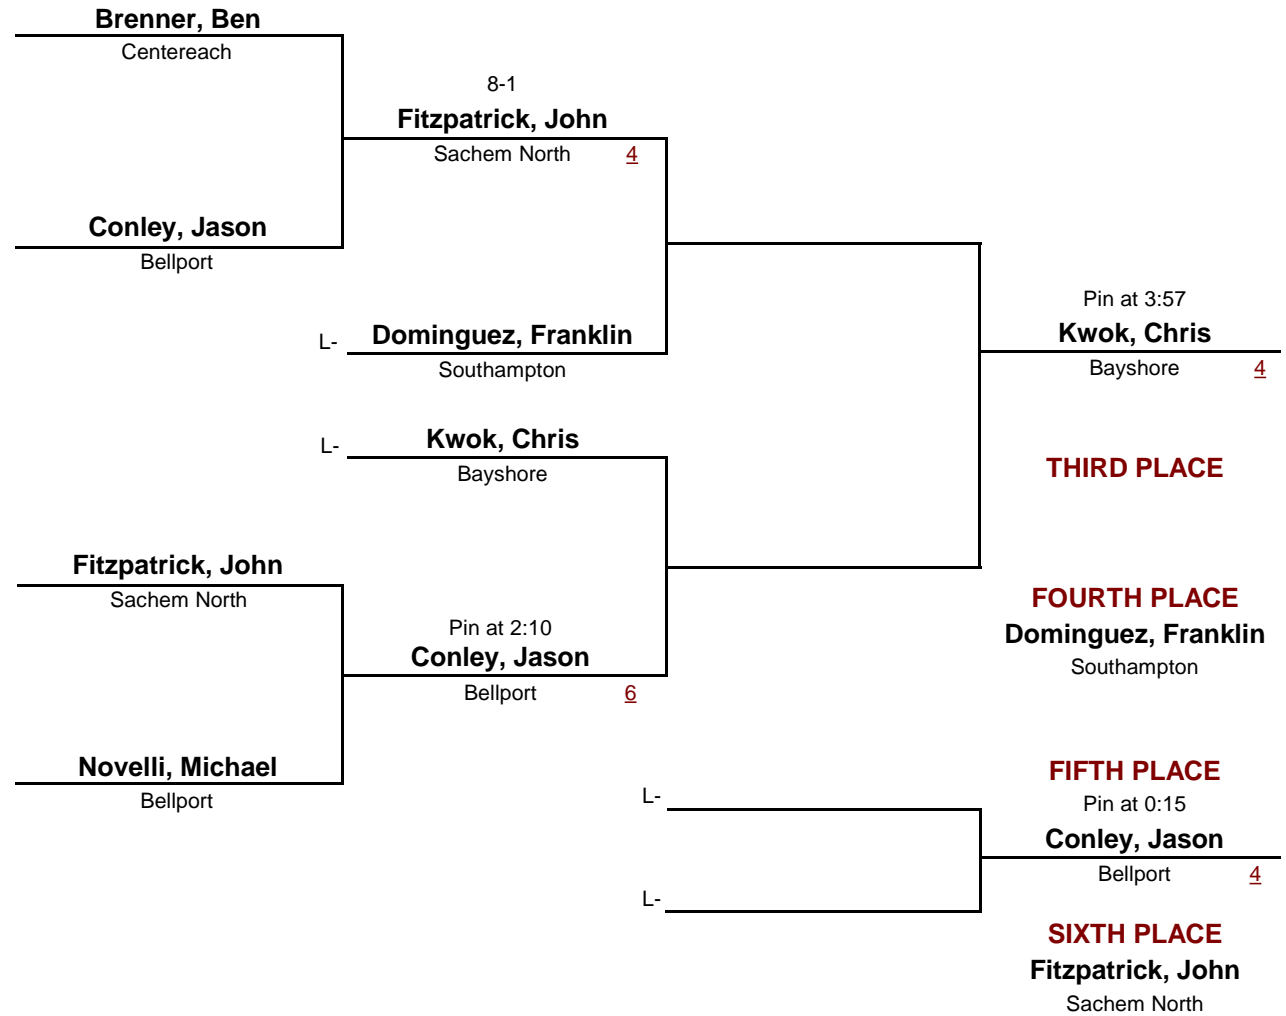 Brenner, Ben
Centereach
8-1
Fitzpatrick, John
Sachem North 4
Conley, Jason
Bellport
Pin at 3:57
Kwok, Chris
Bayshore 4
L- Dominguez, Franklin
Southampton
L- Kwok, Chris
Bayshore
THIRD PLACE
Fitzpatrick, John
Sachem North
FOURTH PLACE
Dominguez, Franklin
Southampton
Pin at 2:10
Conley, Jason
Bellport 6
Novelli, Michael
Bellport
FIFTH PLACE
L-
Pin at 0:15
Conley, Jason
Bellport 4
L-
SIXTH PLACE
Fitzpatrick, John
Sachem North